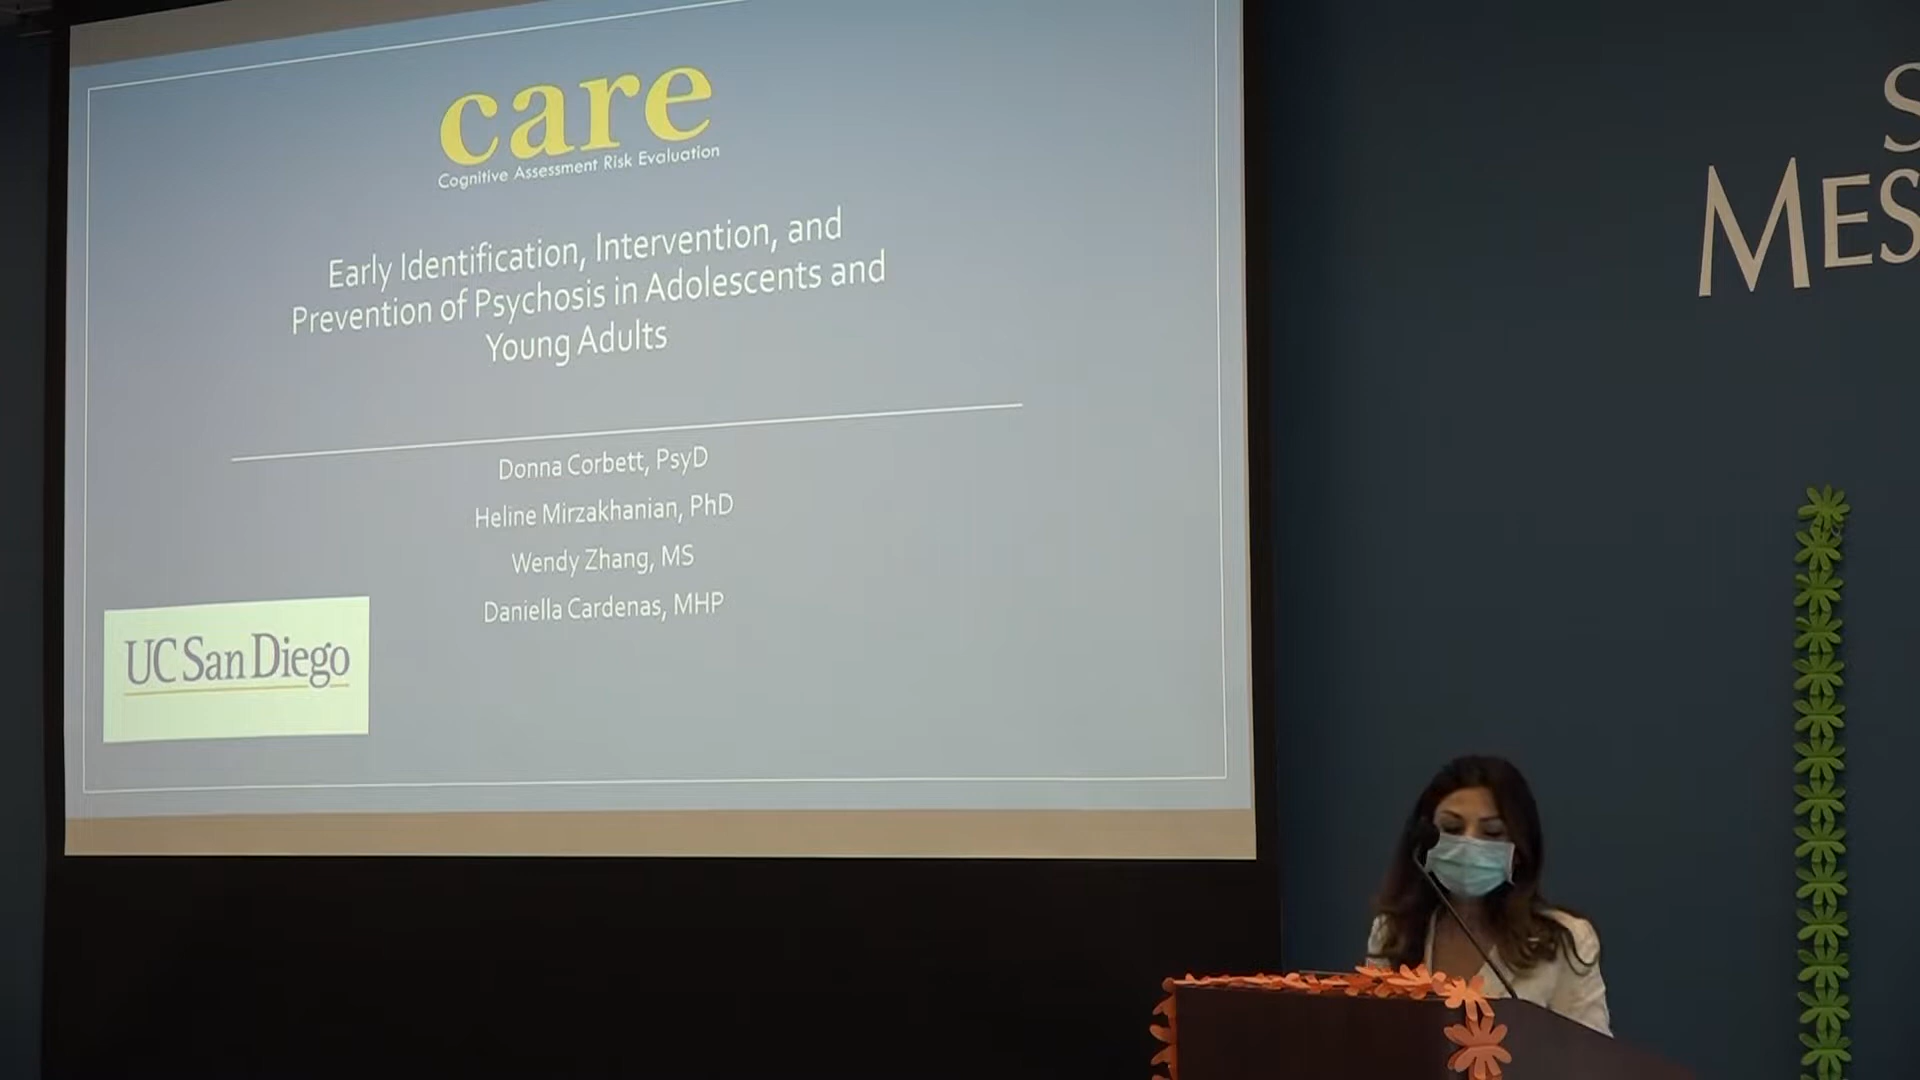 care
Cognitive Assessment Risk Evaluation
Early Identification, Intervention, and
Prevention of Psychosis in Adolescents and
Young Adults
Donna Corbett, PsyD
Heline Mirzakhanian, PhD
Wendy Zhang, MS
Daniella Cardenas, MHP
UC San Diego
S
MES